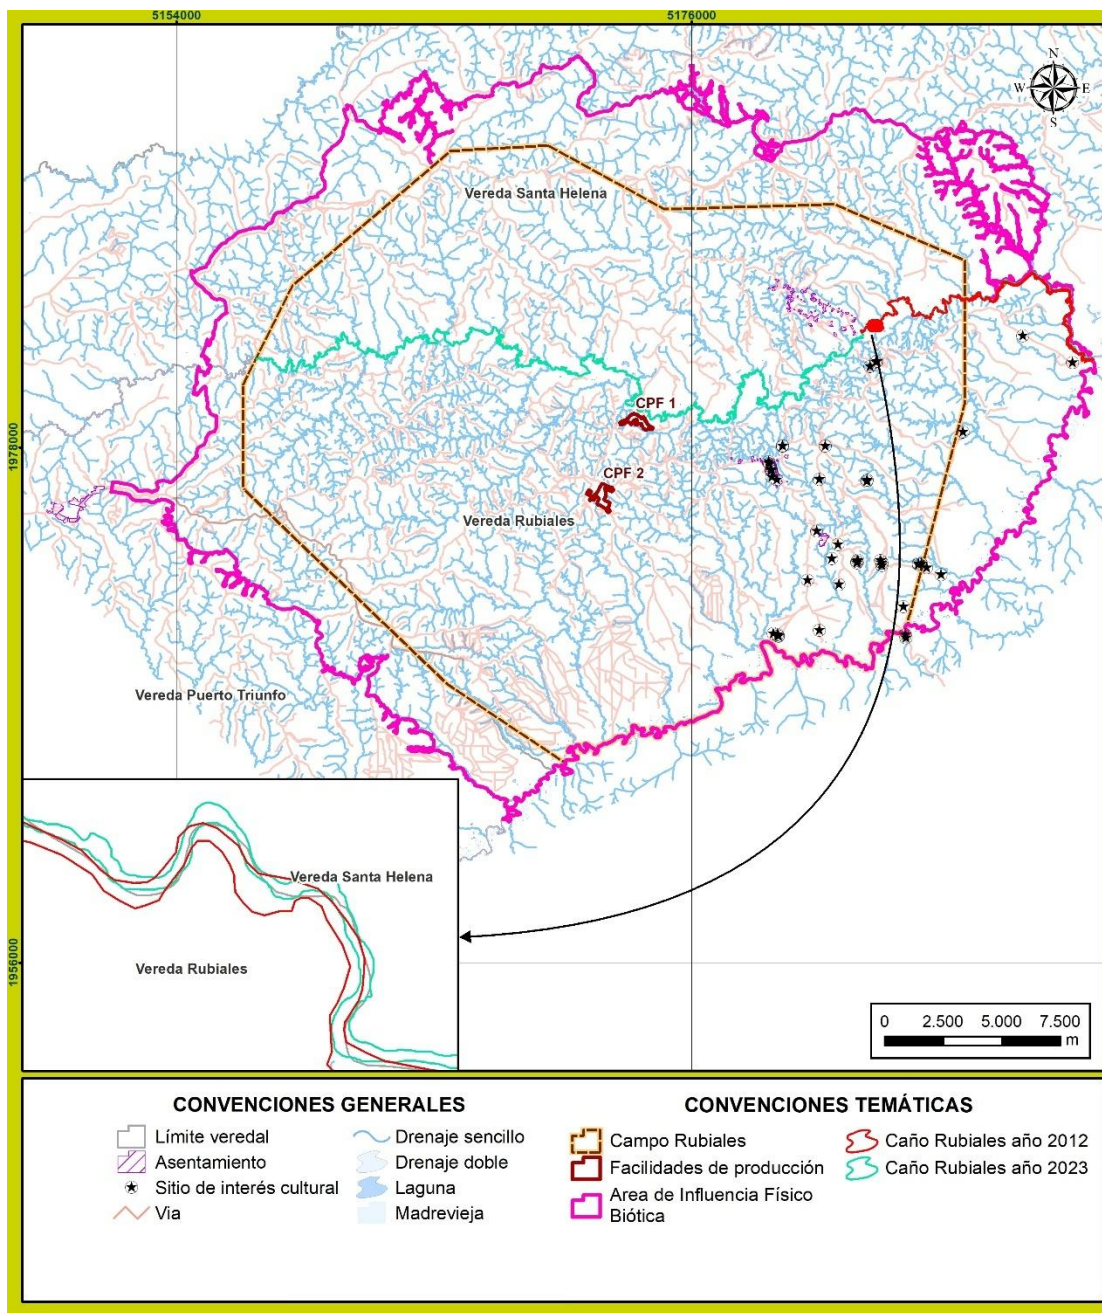 5154000
5176000
N
W
E
S
Vereda Santa Helena
CPF 1
1978000
CPF 2
Vereda Rubiales
Vereda Puerto Triunfo
Vereda Santa Helena
Vereda Rubiales
1956000
0 2.500 5.000 7.500
m
CONVENCIONES GENERALES
Límite veredal
Asentamiento
Sitio de interés cultural
Via
Drenaje sencillo
Drenaje doble
Laguna
Madrevieja
CONVENCIONES TEMÁTICAS
Campo Rubiales
Facilidades de producción
Area de Influencia Físico
Biótica
Caño Rubiales año 2012
Caño Rubiales año 2023